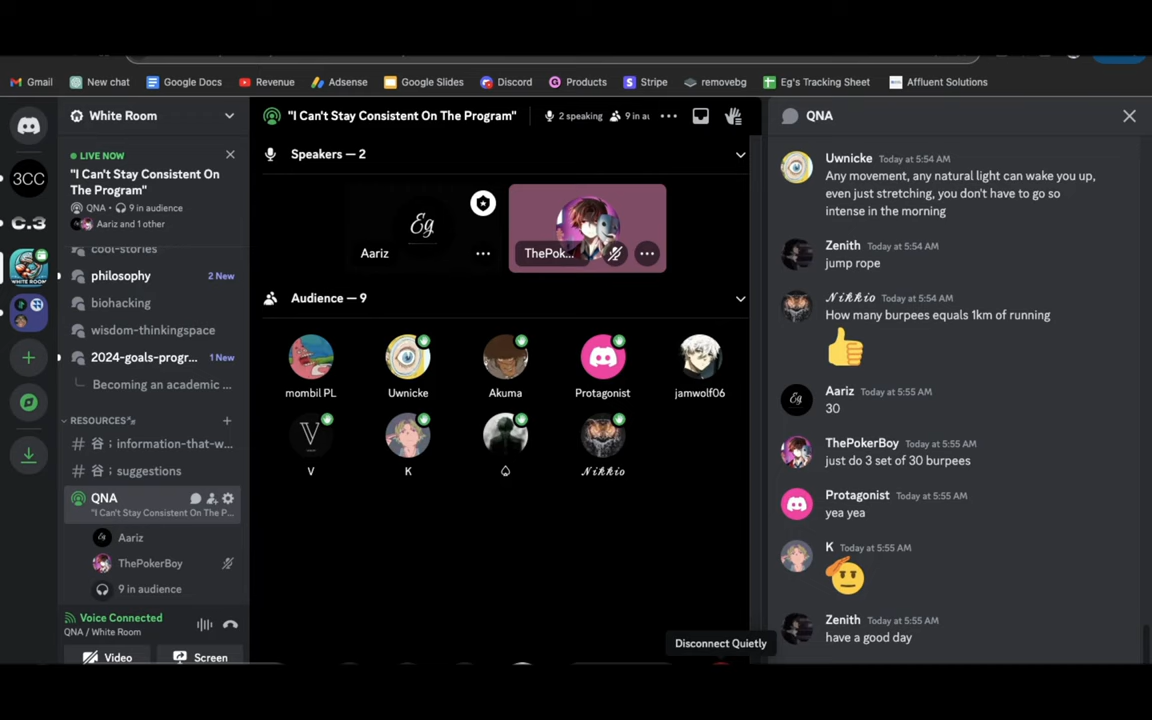 Gmail
New chat
Google Docs
Revenue
Adsense
Google Slides
Discord
Products
Stripe
removebg
Eg's Tracking Sheet
Affluent Solutions
3CC
C.3
WHITE ROOM
White Room
LIVE NOW
"I Can't Stay Consistent On
The Program"
QNA • 9 in audience
Aariz and 1 other
cool-stories
philosophy
2 New
biohacking
wisdom-thinkingspace
2024-goals-progr...
1 New
Becoming an academic ...
RESOURCES
谷 ; information-that-w...
谷 ; suggestions
QNA
"I Can't Stay Consistent On The P...
Aariz
ThePokerBoy
9 in audience
Voice Connected
QNA / White Room
Video
Screen
"I Can't Stay Consistent On The Program"
2 speaking
9 in au
Speakers — 2
Eg
Aariz
ThePok...
Audience — 9
mombil PL
Uwnicke
Akuma
Protagonist
jamwolf06
V
V
K
𝓝𝓲𝓴𝓴𝓲𝓸
Disconnect Quietly
QNA
Uwnicke Today at 5:54 AM
Any movement, any natural light can wake you up,
even just stretching, you don't have to go so
intense in the morning
Zenith Today at 5:54 AM
jump rope
𝓝𝓲𝓴𝓴𝓲𝓸 Today at 5:54 AM
How many burpees equals 1km of running
Eg
Aariz Today at 5:55 AM
30
ThePokerBoy Today at 5:55 AM
just do 3 set of 30 burpees
Protagonist Today at 5:55 AM
yea yea
K Today at 5:55 AM
Zenith Today at 5:55 AM
have a good day